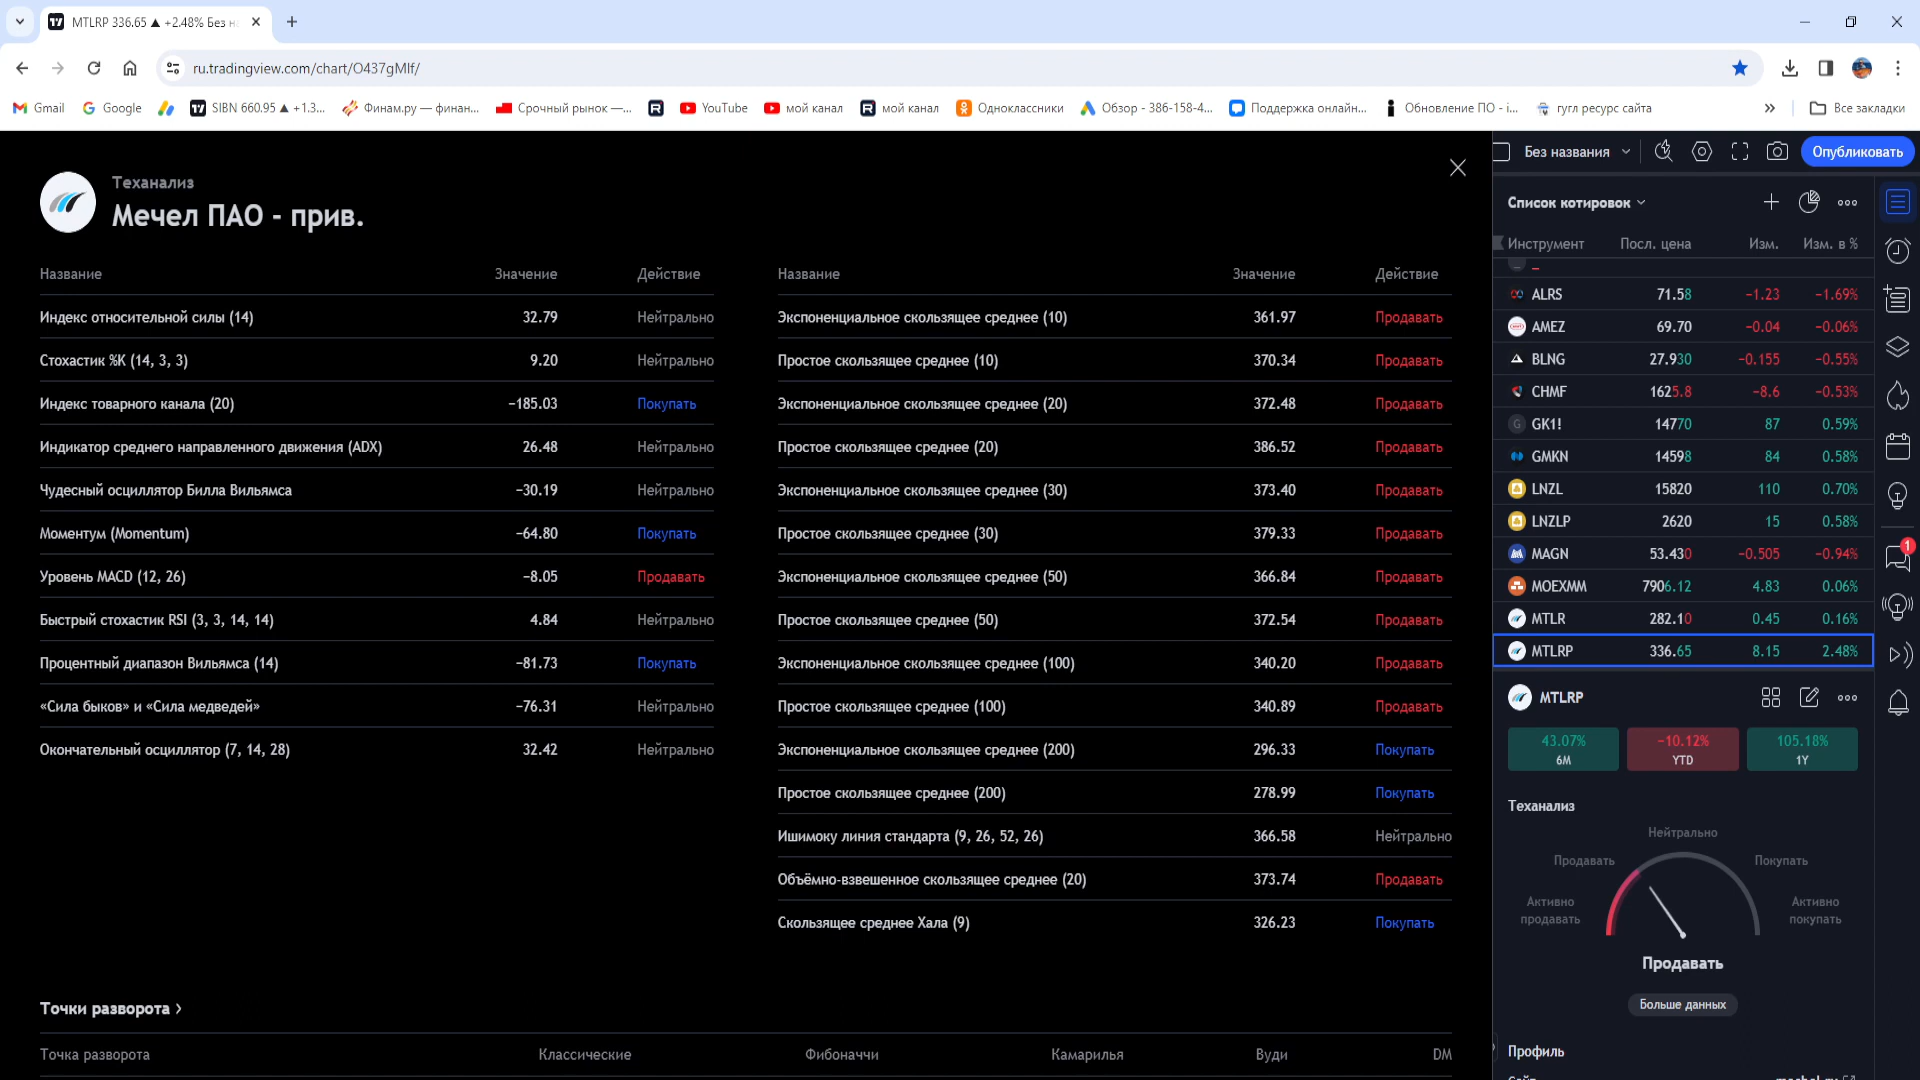 MTLRP 336.65 ▲ +2.48% Без н
ru.tradingview.com/chart/O437gMlf/
Gmail Google SIBN 660.95 ▲ +1.3... Финам.ру — финан... Срочный рынок —... YouTube мой канал мой канал Одноклассники Обзор - 386-158-4... Поддержка онлайн... Обновление ПО - i... гугл ресурс сайта » Все закладки
Теханализ
Мечел ПАО - прив.
Название Значение Действие
Индекс относительной силы (14) 32.79 Нейтрально
Стохастик %K (14, 3, 3) 9.20 Нейтрально
Индекс товарного канала (20) −185.03 Покупать
Индикатор среднего направленного движения (ADX) 26.48 Нейтрально
Чудесный осциллятор Билла Вильямса −30.19 Нейтрально
Моментум (Momentum) −64.80 Покупать
Уровень MACD (12, 26) −8.05 Продавать
Быстрый стохастик RSI (3, 3, 14, 14) 4.84 Нейтрально
Процентный диапазон Вильямса (14) −81.73 Покупать
«Сила быков» и «Сила медведей» −76.31 Нейтрально
Окончательный осциллятор (7, 14, 28) 32.42 Нейтрально
Название Значение Действие
Экспоненциальное скользящее среднее (10) 361.97 Продавать
Простое скользящее среднее (10) 370.34 Продавать
Экспоненциальное скользящее среднее (20) 372.48 Продавать
Простое скользящее среднее (20) 386.52 Продавать
Экспоненциальное скользящее среднее (30) 373.40 Продавать
Простое скользящее среднее (30) 379.33 Продавать
Экспоненциальное скользящее среднее (50) 366.84 Продавать
Простое скользящее среднее (50) 372.54 Продавать
Экспоненциальное скользящее среднее (100) 340.20 Продавать
Простое скользящее среднее (100) 340.89 Продавать
Экспоненциальное скользящее среднее (200) 296.33 Покупать
Простое скользящее среднее (200) 278.99 Покупать
Ишимоку линия стандарта (9, 26, 52, 26) 366.58 Нейтрально
Объёмно-взвешенное скользящее среднее (20) 373.74 Продавать
Скользящее среднее Хала (9) 326.23 Покупать
Точки разворота >
Точка разворота Классические Фибоначчи Камарилья Вуди DM
Без названия Опубликовать
Список котировок
Инструмент Посл. цена Изм. Изм. в %
ALRS 71.58 −1.23 −1.69%
AMEZ 69.70 −0.04 −0.06%
BLNG 27.930 −0.155 −0.55%
CHMF 1625.8 −8.6 −0.53%
G GK1! 14770 87 0.59%
GMKN 14598 84 0.58%
LNZL 15820 110 0.70%
LNZLP 2620 15 0.58%
MAGN 53.430 −0.505 −0.94%
MOEXMM 7906.12 4.83 0.06%
MTLR 282.10 0.45 0.16%
MTLRP 336.65 8.15 2.48%
1
MTLRP
43.07% −10.12% 105.18%
6M YTD 1Y
Теханализ
Нейтрально
Продавать Покупать
Активно продавать Активно покупать
Продавать
Больше данных
Профиль